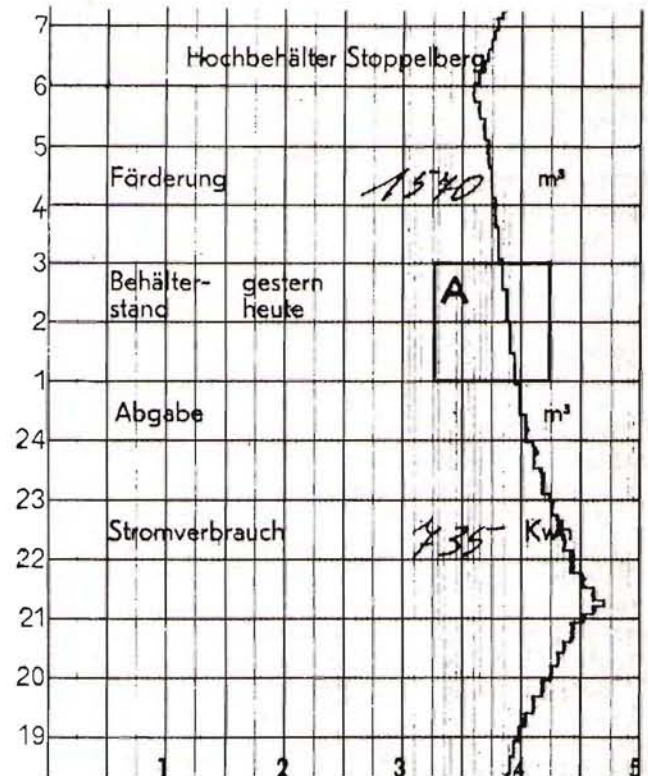 7
Hochbehälter Stoppelberg
6
5
Förderung 1570 m³
4
3
Behälter- gestern A
stand heute
2
1
Abgabe m³
24
23
Stromverbrauch 735 Kwh
22
21
20
19
1 2 3 4 5